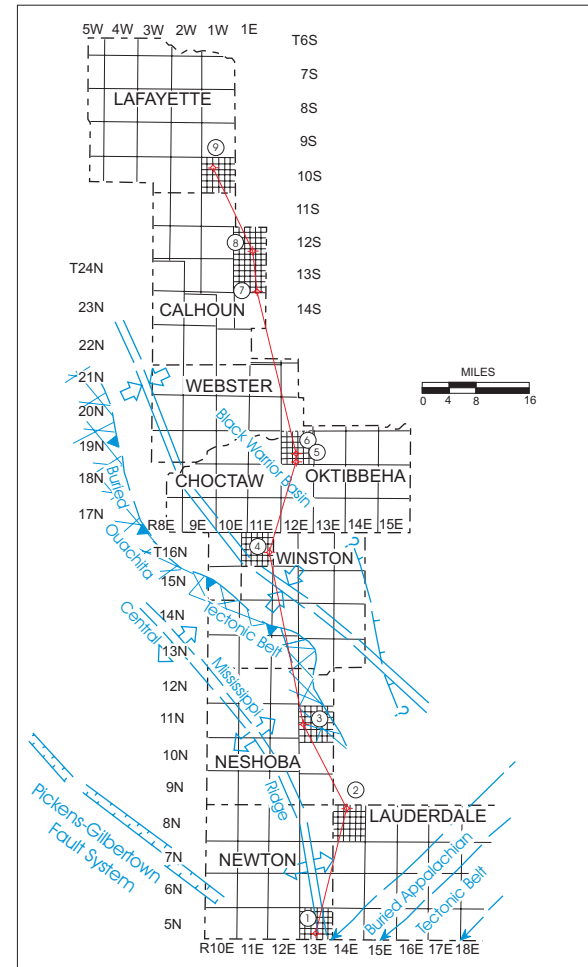 5W 4W 3W 2W 1W 1E
T6S
7S
LAFAYETTE
8S
9S
9
10S
11S
8
12S
T24N
13S
7
23N
CALHOUN
14S
22N
MILES
21N
WEBSTER
0 4 8 16
20N
Black Warrior Basin
19N
6
5
18N
Buried
CHOCTAW
OKTIBBEHA
17N
R8E 9E 10E 11E 12E 13E 14E 15E
Ouachita
T16N
4
WINSTON
?
15N
Tectonic Belt
14N
Central
13N
Mississippi
12N
?
11N
3
10N
NESHOBA
9N
Ridge
2
Pickens-Gilbertown
Fault System
8N
LAUDERDALE
7N
NEWTON
Buried Appalachian
Tectonic Belt
6N
5N
1
R10E 11E 12E 13E 14E 15E 16E 17E 18E